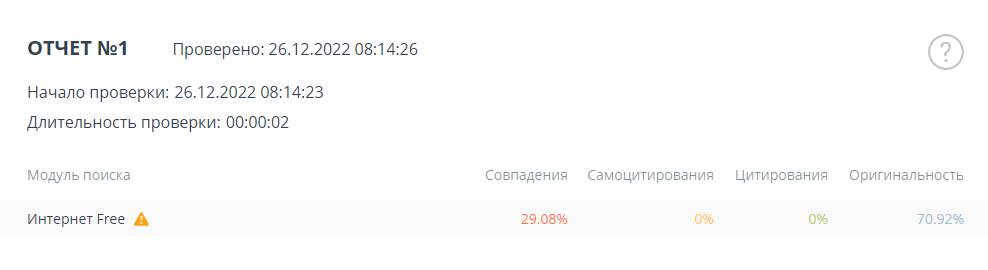 ОТЧЕТ №1 Проверено: 26.12.2022 08:14:26
Начало проверки: 26.12.2022 08:14:23
Длительность проверки: 00:00:02
Модуль поиска Совпадения Самоцитирования Цитирования Оригинальность
Интернет Free 29.08% 0% 0% 70.92%